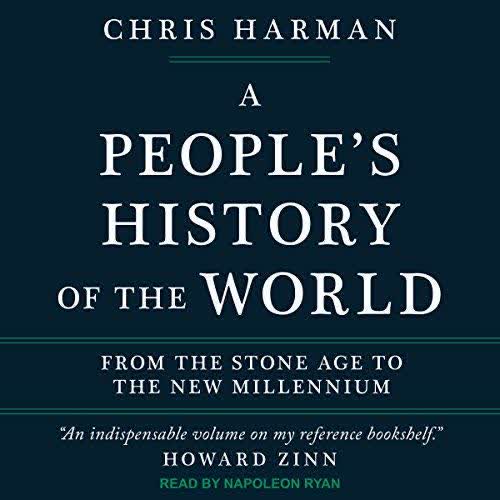 CHRIS HARMAN
A
PEOPLE'S
HISTORY
OF THE WORLD
FROM THE STONE AGE TO
THE NEW MILLENNIUM
“An indispensable volume on my reference bookshelf.”
HOWARD ZINN
READ BY NAPOLEON RYAN